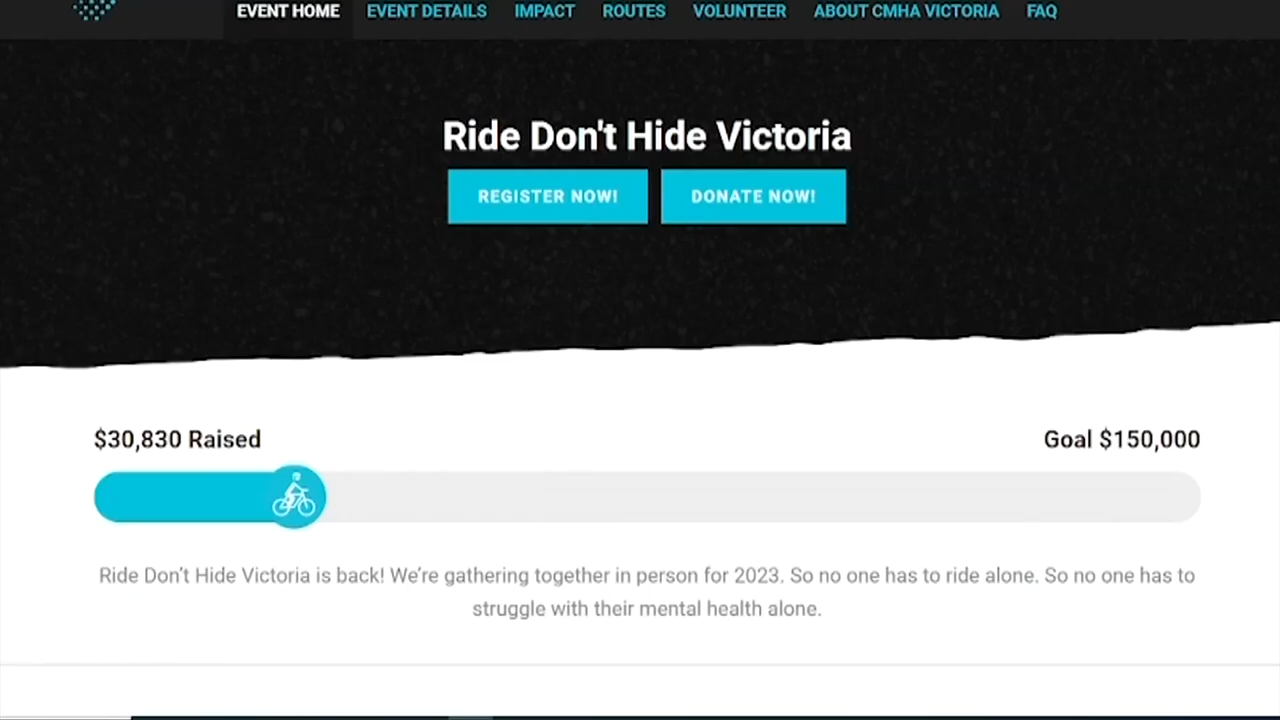 EVENT HOME EVENT DETAILS IMPACT ROUTES VOLUNTEER ABOUT CMHA VICTORIA FAQ
Ride Don't Hide Victoria
REGISTER NOW! DONATE NOW!
$30,830 Raised Goal $150,000
Ride Don’t Hide Victoria is back! We’re gathering together in person for 2023. So no one has to ride alone. So no one has to
struggle with their mental health alone.